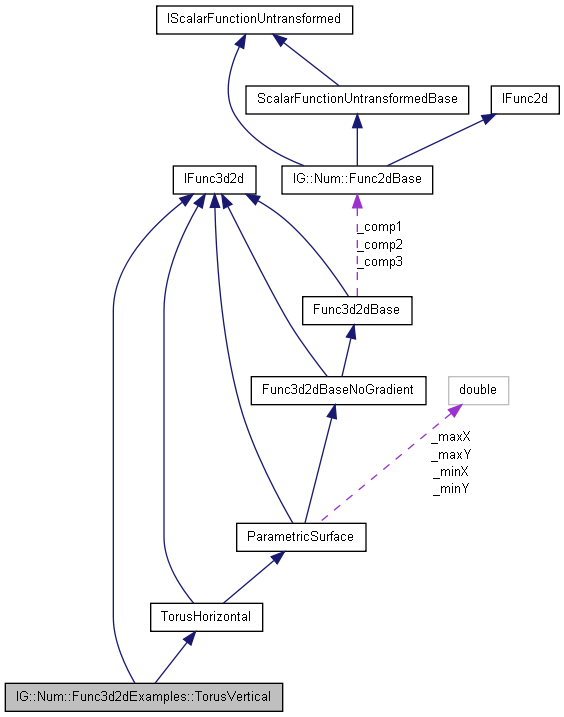 IScalarFunctionUntransformed
ScalarFunctionUntransformedBase
IFunc2d
IFunc3d2d
IG::Num::Func2dBase
_comp1
_comp2
_comp3
Func3d2dBase
Func3d2dBaseNoGradient
double
_maxX
_maxY
_minX
_minY
ParametricSurface
TorusHorizontal
IG::Num::Func3d2dExamples::TorusVertical